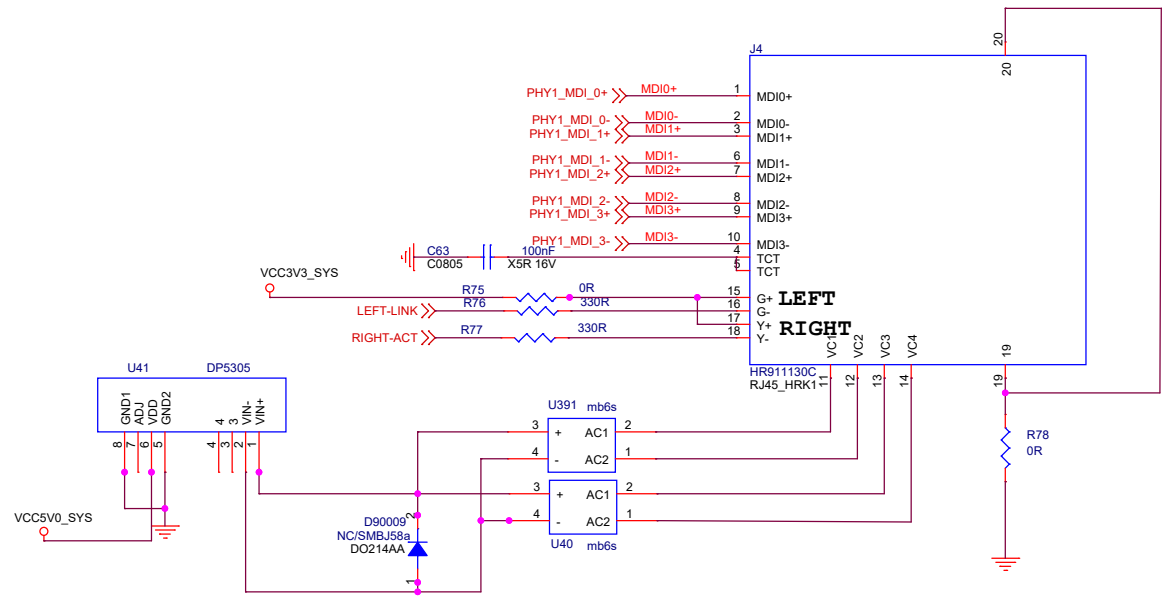 20
20
J4
PHY1_MDI_0+ MDI0+ 1 MDI0+
PHY1_MDI_0- MDI0- 2 MDI0-
PHY1_MDI_1+ MDI1+ 3 MDI1+
PHY1_MDI_1- MDI1- 6 MDI1-
PHY1_MDI_2+ MDI2+ 7 MDI2+
PHY1_MDI_2- MDI2- 8 MDI2-
PHY1_MDI_3+ MDI3+ 9 MDI3+
PHY1_MDI_3- MDI3- 10 MDI3-
C63 100nF 4 TCT
C0805 X5R 16V 5 TCT
VCC3V3_SYS
R75 0R 15 G+ LEFT
LEFT-LINK R76 330R 16 G-
17 Y+ RIGHT
RIGHT-ACT R77 330R 18 Y-
VC1 VC2 VC3 VC4 19
HR911130C
RJ45_HRK1
11 12 13 14 19
U41 DP5305
GND1 ADJ VDD GND2 4 3 VIN- VIN+
8 7 6 5 4 3 2 1
U391 mb6s
3 + AC1 2
4 - AC2 1
R78
0R
3 + AC1 2
4 - AC2 1
U40 mb6s
VCC5V0_SYS
D90009 2
NC/SMBJ58a
DO214AA
1